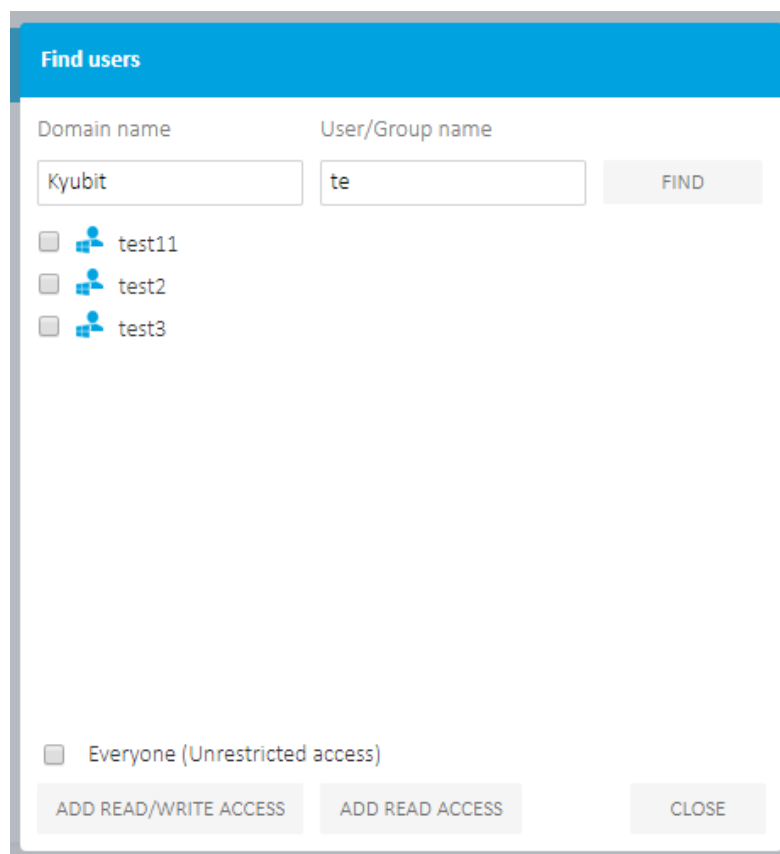 Find users
Domain name User/Group name
Kyubit te FIND
test11
test2
test3
Everyone (Unrestricted access)
ADD READ/WRITE ACCESS ADD READ ACCESS CLOSE